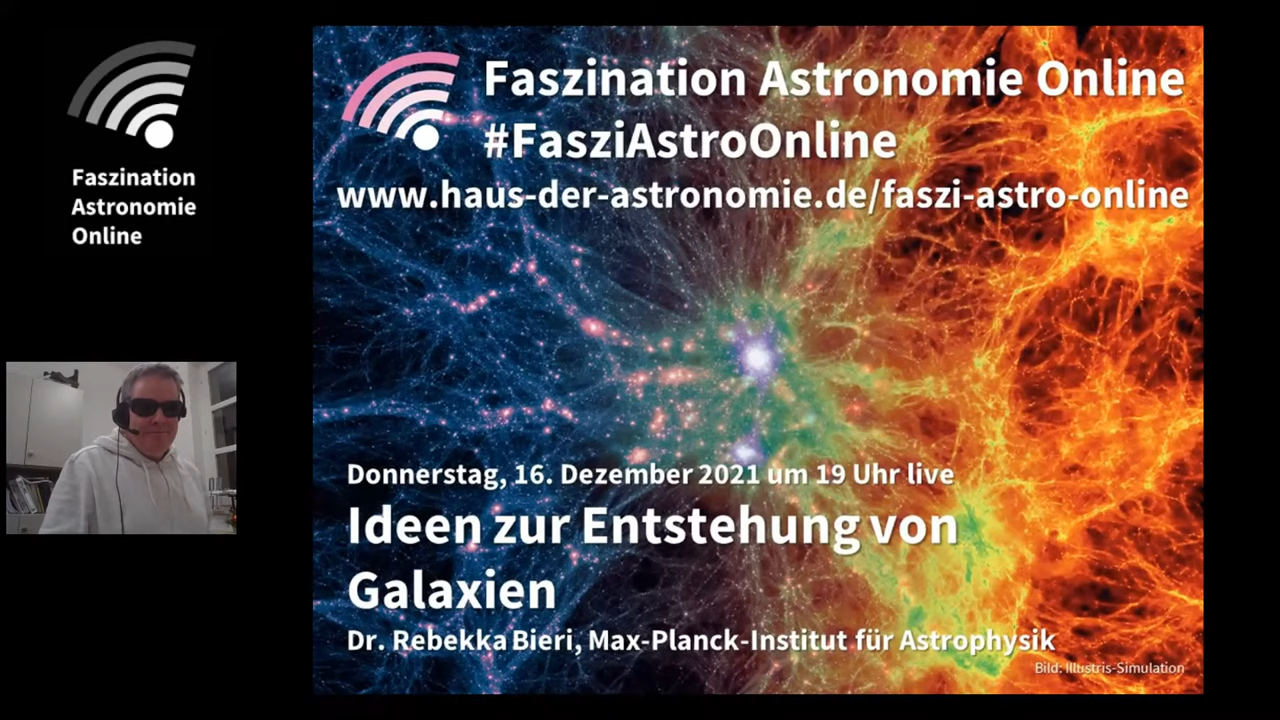 Faszination
Astronomie
Online
Faszination Astronomie Online
#FasziAstroOnline
www.haus-der-astronomie.de/faszi-astro-online
Donnerstag, 16. Dezember 2021 um 19 Uhr live
Ideen zur Entstehung von
Galaxien
Dr. Rebekka Bieri, Max-Planck-Institut für Astrophysik
Bild: Illustris-Simulation